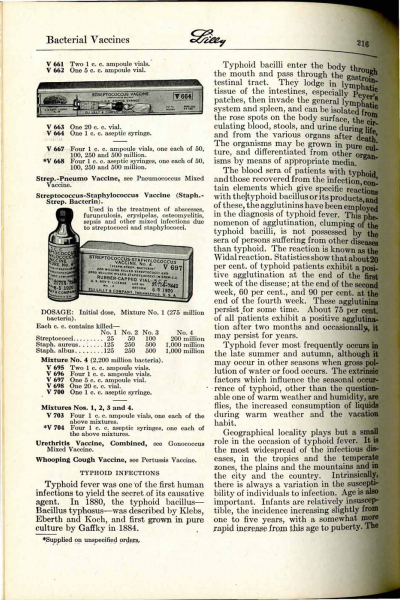 Bacterial Vaccines
Lilly
216
V 661 Two 1 c. c. ampoule vials.
V 662 One 5 c. c. ampoule vial.
STREPTOCOCCUS VACCINE
V 664
V 663 One 20 c. c. vial.
V 664 One 1 c. c. aseptic syringe.
V 667 Four 1 c. c. ampoule vials, one each of 50,
100, 250 and 500 million.
*V 668 Four 1 c. c. aseptic syringes, one each of 50,
100, 250 and 500 million.
Strep.-Pneumo Vaccine, see Pneumococcus Mixed
Vaccine.
Streptococcus-Staphylococcus Vaccine (Staph.-
Strep. Bacterin).
Used in the treatment of abscesses,
furunculosis, erysipelas, osteomyelitis,
sepsis and other mixed infections due
to streptococci and staphylococci.
STREPTOCOCCUS-STAPHYLOCOCCUS
VACCINE No. 4
V 697
RUBBER-CAPPED VIAL
ELI LILLY & COMPANY, INDIANAPOLIS, U.S.A.
DOSAGE: Initial dose, Mixture No. 1 (275 million
bacteria).
Each c. c. contains killed—
No. 1 No. 2 No. 3 No. 4
Streptococci......... 25 50 100 200 million
Staph. aureus........125 250 500 1,000 million
Staph. albus.........125 250 500 1,000 million
Mixture No. 4 (2,200 million bacteria).
V 695 Two 1 c. c. ampoule vials.
V 696 Four 1 c. c. ampoule vials.
V 697 One 5 c. c. ampoule vial.
V 698 One 20 c. c. vial.
V 700 One 1 c. c. aseptic syringe.
Mixtures Nos. 1, 2, 3 and 4.
V 703 Four 1 c. c. ampoule vials, one each of the
above mixtures.
*V 704 Four 1 c. c. aseptic syringes, one each of
the above mixtures.
Urethritis Vaccine, Combined, see Gonococcus
Mixed Vaccine.
Whooping Cough Vaccine, see Pertussis Vaccine.
TYPHOID INFECTIONS
Typhoid fever was one of the first human
infections to yield the secret of its causative
agent. In 1880, the typhoid bacillus—
Bacillus typhosus—was described by Klebs,
Eberth and Koch, and first grown in pure
culture by Gaffky in 1884.
*Supplied on unspecified orders.
Typhoid bacilli enter the body through
the mouth and pass through the gastroin-
testinal tract. They lodge in lymphatic
tissue of the intestines, especially Peyer's
patches, then invade the general lymphatic
system and spleen, and can be isolated from
the rose spots on the body surface, the cir-
culating blood, stools, and urine during life,
and from the various organs after death.
The organisms may be grown in pure cul-
ture, and differentiated from other organ-
isms by means of appropriate media.
The blood sera of patients with typhoid,
and those recovered from the infection, con-
tain elements which give specific reactions
with the typhoid bacillus or its products, and
of these, the agglutinins have been employed
in the diagnosis of typhoid fever. This phe-
nomenon of agglutination, clumping of the
typhoid bacilli, is not possessed by the
sera of persons suffering from other diseases
than typhoid. The reaction is known as the
Widal reaction. Statistics show that about 20
per cent. of typhoid patients exhibit a posi-
tive agglutination at the end of the first
week of the disease; at the end of the second
week, 60 per cent., and 90 per cent. at the
end of the fourth week. These agglutinins
persist for some time. About 75 per cent.
of all patients exhibit a positive agglutina-
tion after two months and occasionally, it
may persist for years.
Typhoid fever most frequently occurs in
the late summer and autumn, although it
may occur in other seasons when gross pol-
lution of water or food occurs. The extrinsic
factors which influence the seasonal occur-
rence of typhoid, other than the question-
able one of warm weather and humidity, are
flies, the increased consumption of liquids
during warm weather and the vacation
habit.
Geographical locality plays but a small
role in the occasion of typhoid fever. It is
the most widespread of the infectious dis-
eases, in the tropics and the temperate
zones, the plains and the mountains and in
the city and the country. Intrinsically,
there is always a variation in the suscepti-
bility of individuals to infection. Age is also
important. Infants are relatively insuscep-
tible, the incidence increasing slightly from
one to five years, with a somewhat more
rapid increase from this age to puberty. The